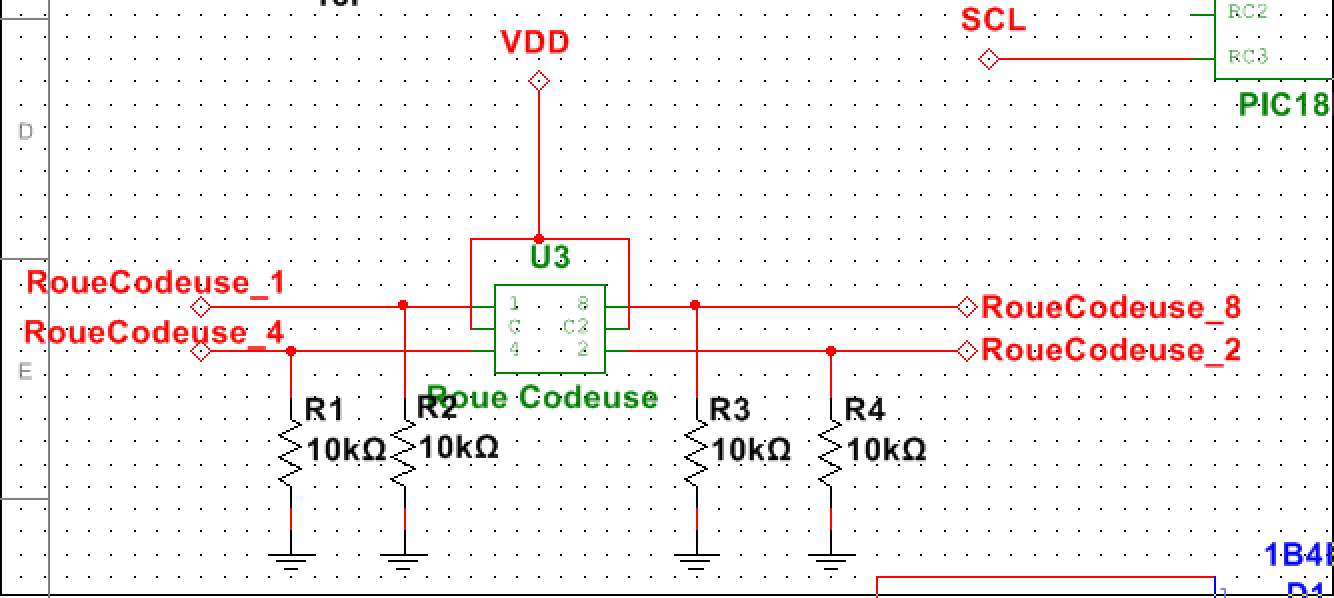 VDD
SCL
RC2
RC3
PIC18
D
U3
RoueCodeuse_1
RoueCodeuse_4
1
C
4
8
C2
2
RoueCodeuse_8
RoueCodeuse_2
E
Roue Codeuse
R1
10kΩ
R2
10kΩ
R3
10kΩ
R4
10kΩ
D1